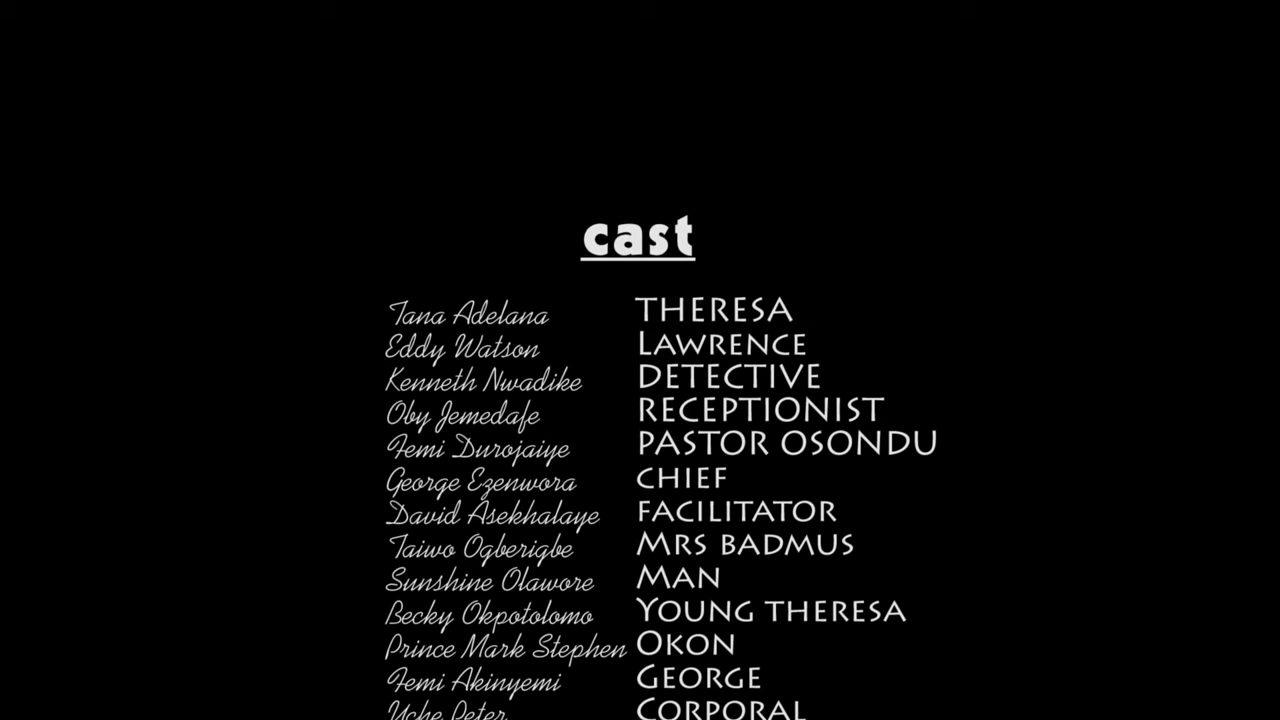 cast
Tana Adelana THERESA
Eddy Watson LAWRENCE
Kenneth Nwadike DETECTIVE
Oby Jemedafe RECEPTIONIST
Femi Durojaiye PASTOR OSONDU
George Ezenwora CHIEF
David Asekhalaye FACILITATOR
Taiwo Ogberigbe MRS BADMUS
Sunshine Olawore MAN
Becky Okpotolomo YOUNG THERESA
Prince Mark Stephen OKON
Femi Akinyemi GEORGE
Uche Peter CORPORAL